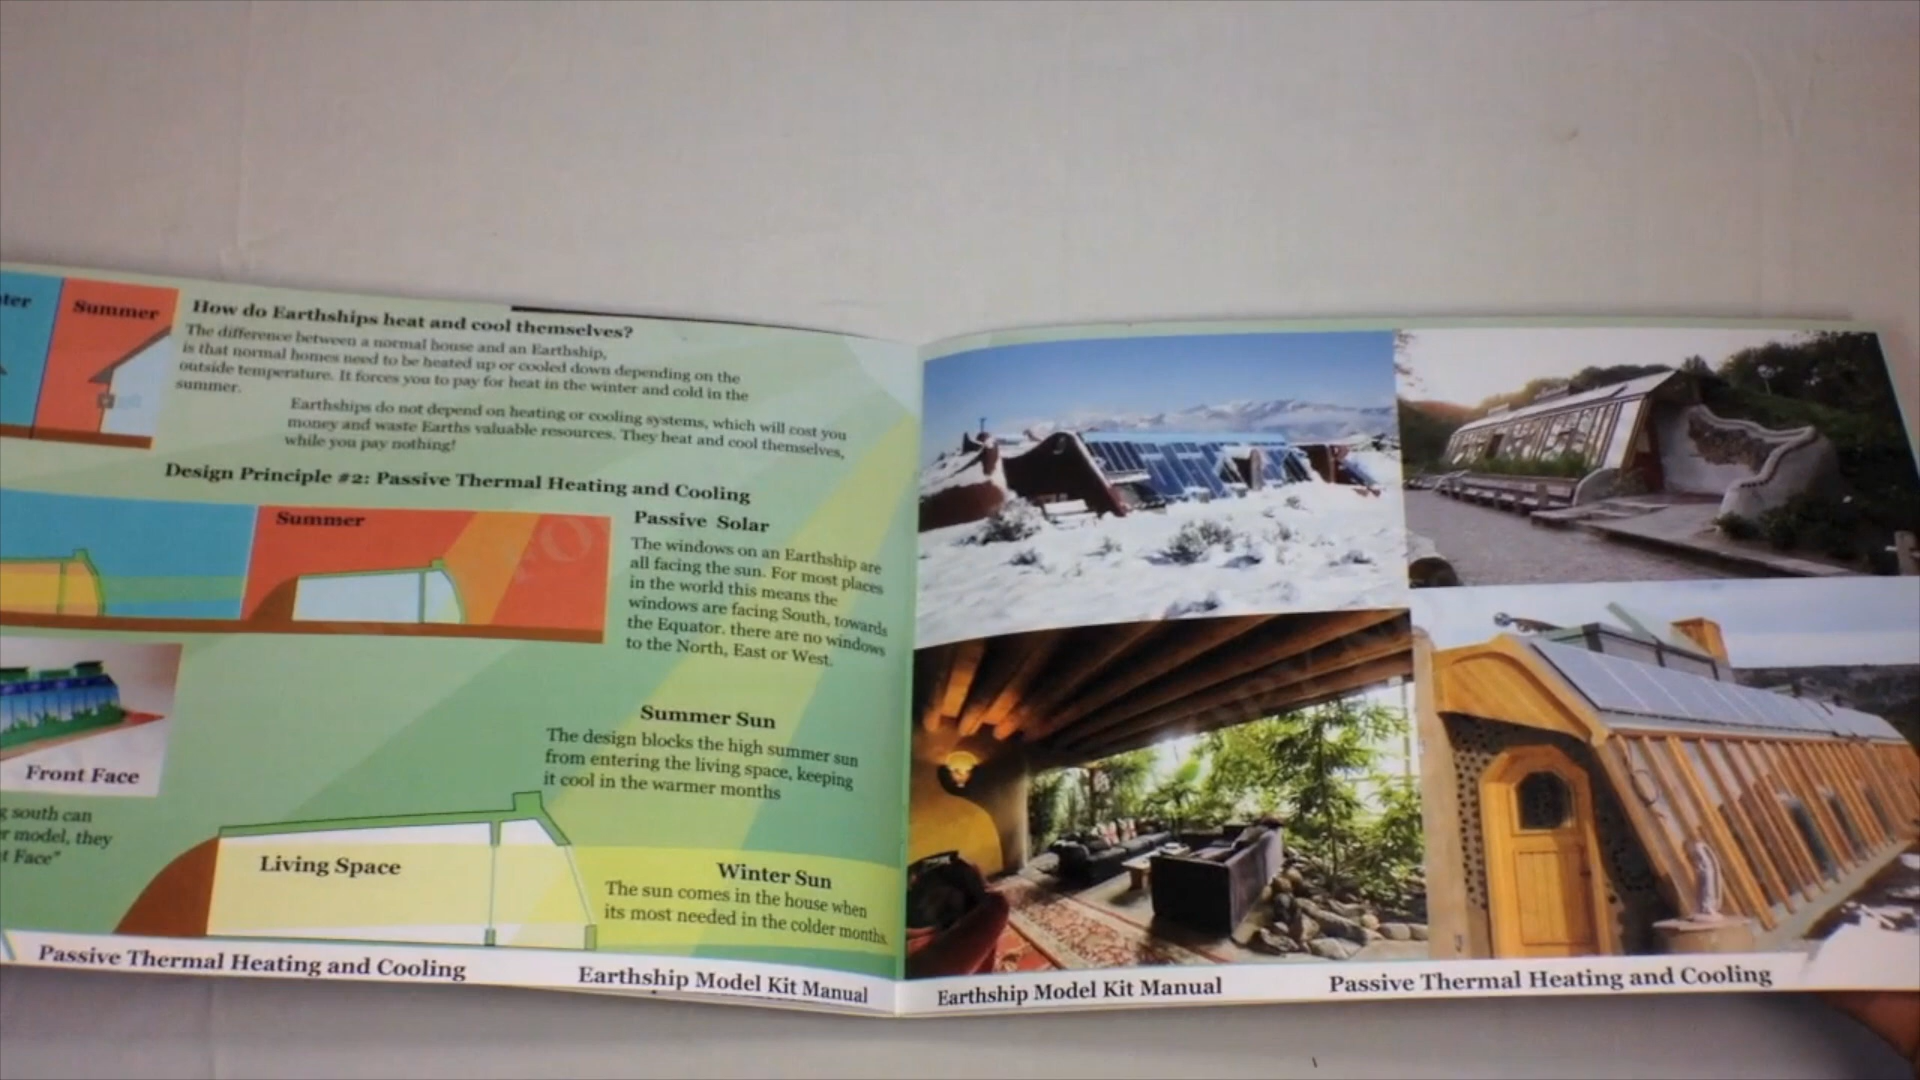 Summer
How do Earthships heat and cool themselves?
The difference between a normal house and an Earthship,
is that normal homes need to be heated up or cooled down depending on the
outside temperature. It forces you to pay for heat in the winter and cold in the
summer.
Earthships do not depend on heating or cooling systems, which will cost you
money and waste Earths valuable resources. They heat and cool themselves,
while you pay nothing!
Design Principle #2: Passive Thermal Heating and Cooling
Summer
Passive Solar
The windows on an Earthship are
all facing the sun. For most places
in the world this means the
windows are facing South, towards
the Equator. there are no windows
to the North, East or West.
Front Face
south can
model, they
Face"
Summer Sun
The design blocks the high summer sun
from entering the living space, keeping
it cool in the warmer months
Living Space
Winter Sun
The sun comes in the house when
its most needed in the colder months.
Passive Thermal Heating and Cooling
Earthship Model Kit Manual
Earthship Model Kit Manual
Passive Thermal Heating and Cooling